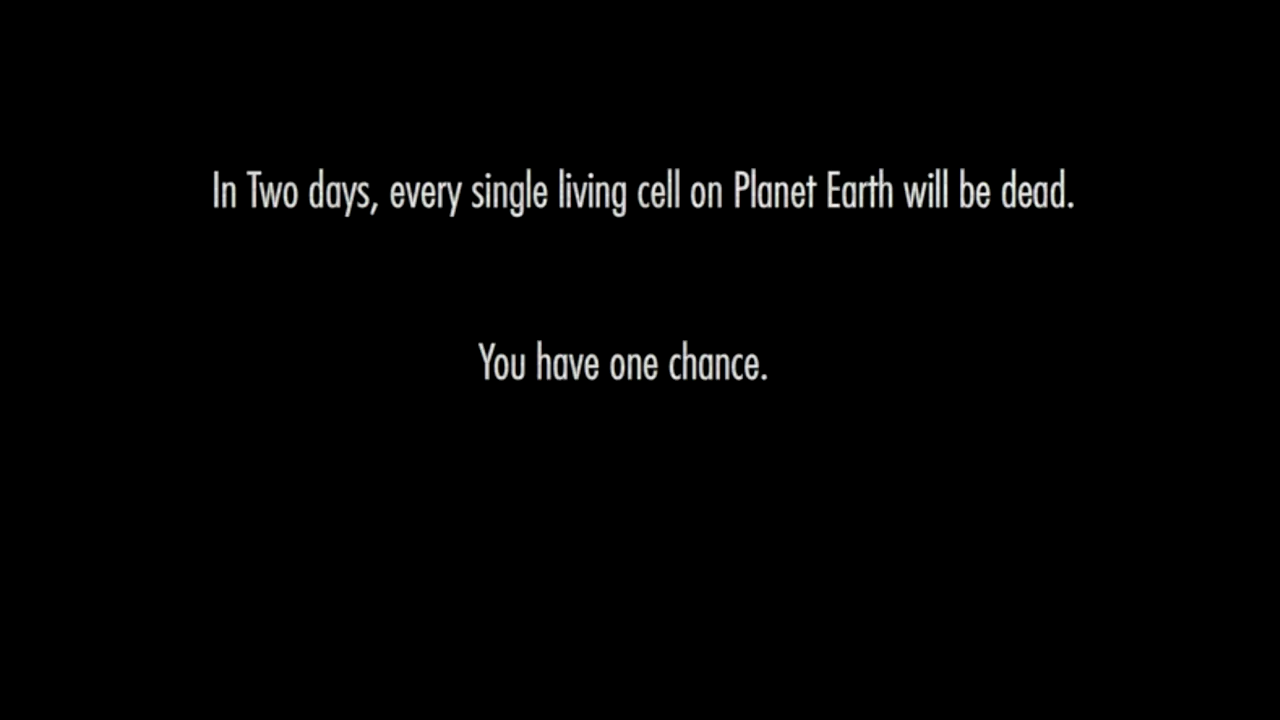 In Two days, every single living cell on Planet Earth will be dead.
You have one chance.